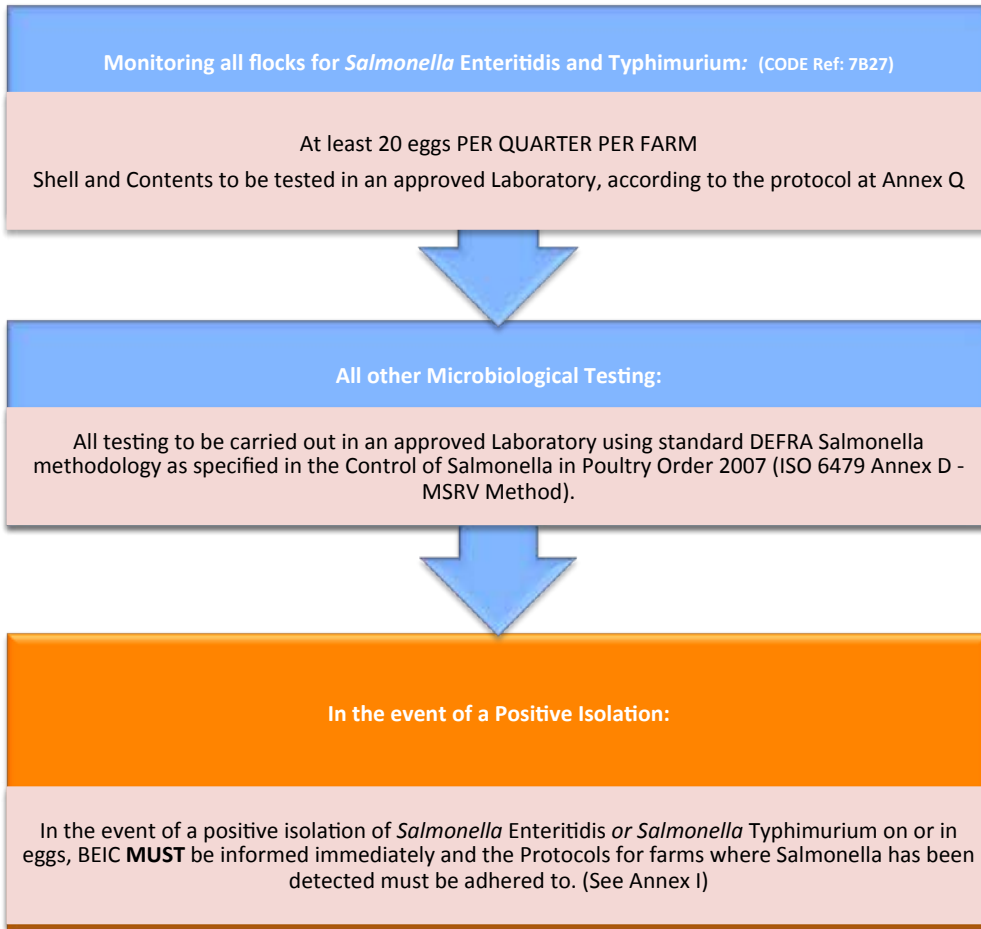 Monitoring all flocks for Salmonella Enteritidis and Typhimurium: (CODE Ref: 7B27)
At least 20 eggs PER QUARTER PER FARM
Shell and Contents to be tested in an approved Laboratory, according to the protocol at Annex Q
All other Microbiological Testing:
All testing to be carried out in an approved Laboratory using standard DEFRA Salmonella
methodology as specified in the Control of Salmonella in Poultry Order 2007 (ISO 6479 Annex D -
MSRV Method).
In the event of a Positive Isolation:
In the event of a positive isolation of Salmonella Enteritidis or Salmonella Typhimurium on or in
eggs, BEIC MUST be informed immediately and the Protocols for farms where Salmonella has been
detected must be adhered to. (See Annex I)